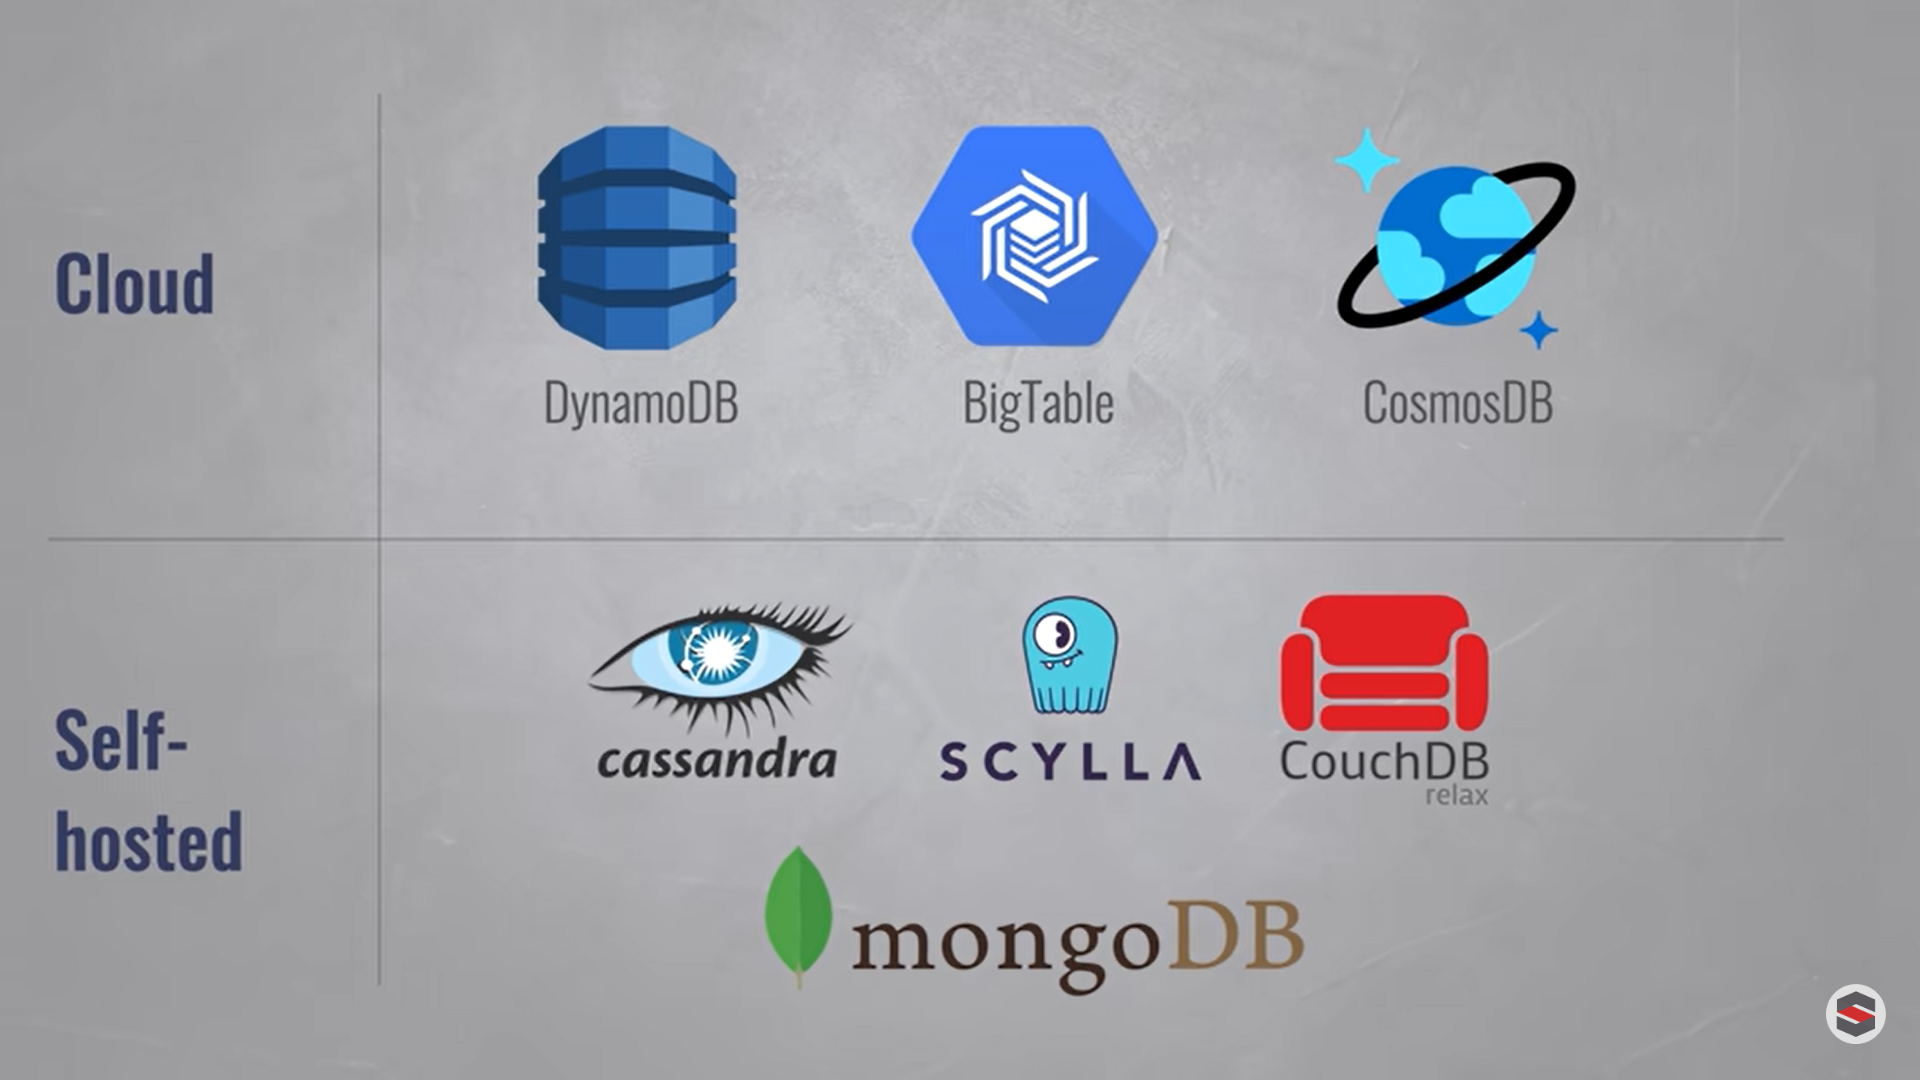 Cloud
DynamoDB
BigTable
CosmosDB
Self-
hosted
cassandra
SCYLLA
CouchDB
relax
mongoDB